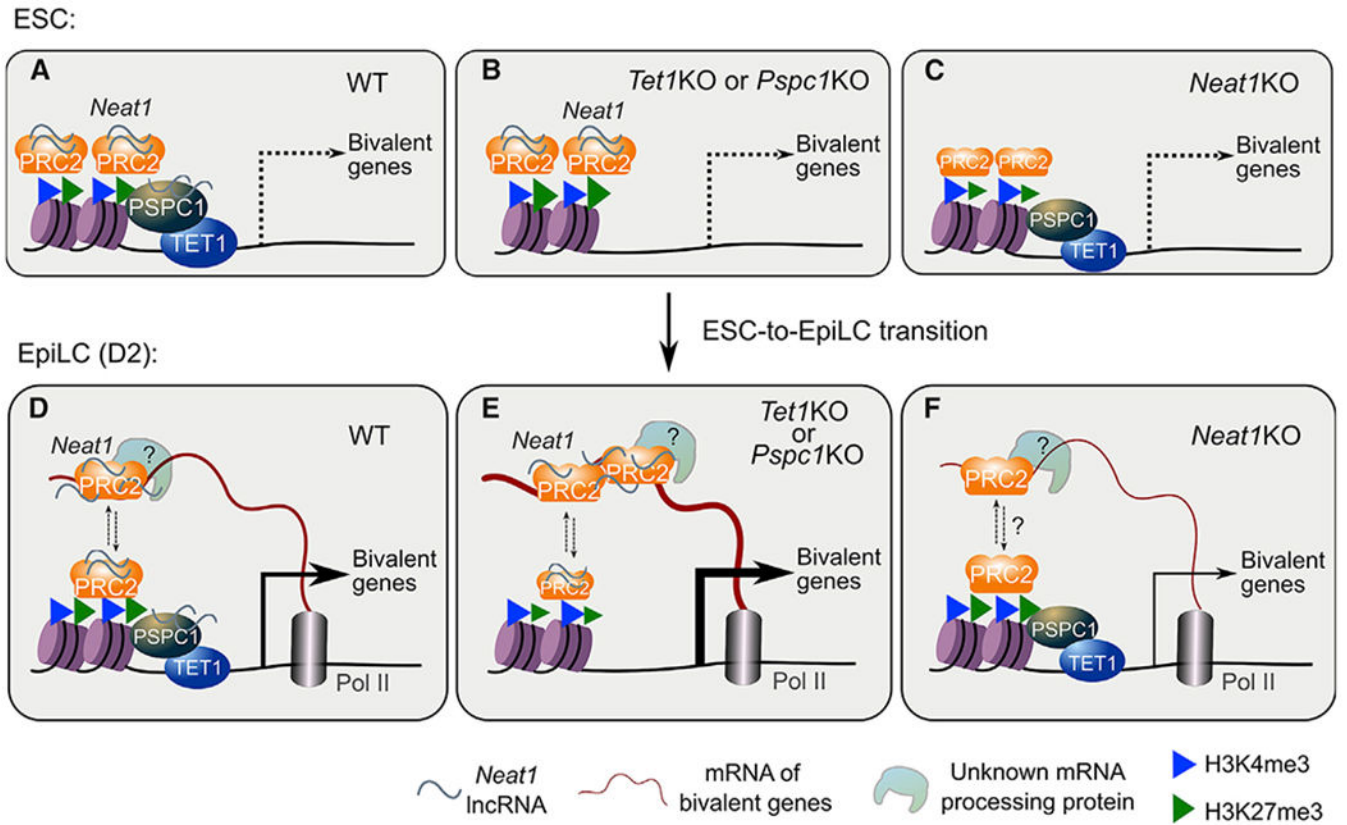 ESC:
A
WT
Neat1
PRC2
PRC2
PSPC1
TET1
Bivalent
genes
B
Tet1KO or Pspc1KO
Neat1
PRC2
PRC2
Bivalent
genes
C
Neat1KO
PRC2
PRC2
PSPC1
TET1
Bivalent
genes
ESC-to-EpiLC transition
EpiLC (D2):
D
WT
Neat1
?
PRC2
PRC2
PSPC1
TET1
Bivalent
genes
Pol II
E
Tet1KO
or
Pspc1KO
Neat1
?
PRC2
PRC2
PRC2
Bivalent
genes
Pol II
F
Neat1KO
?
PRC2
?
PRC2
PSPC1
TET1
Bivalent
genes
Pol II
Neat1
lncRNA
mRNA of
bivalent genes
Unknown mRNA
processing protein
H3K4me3
H3K27me3